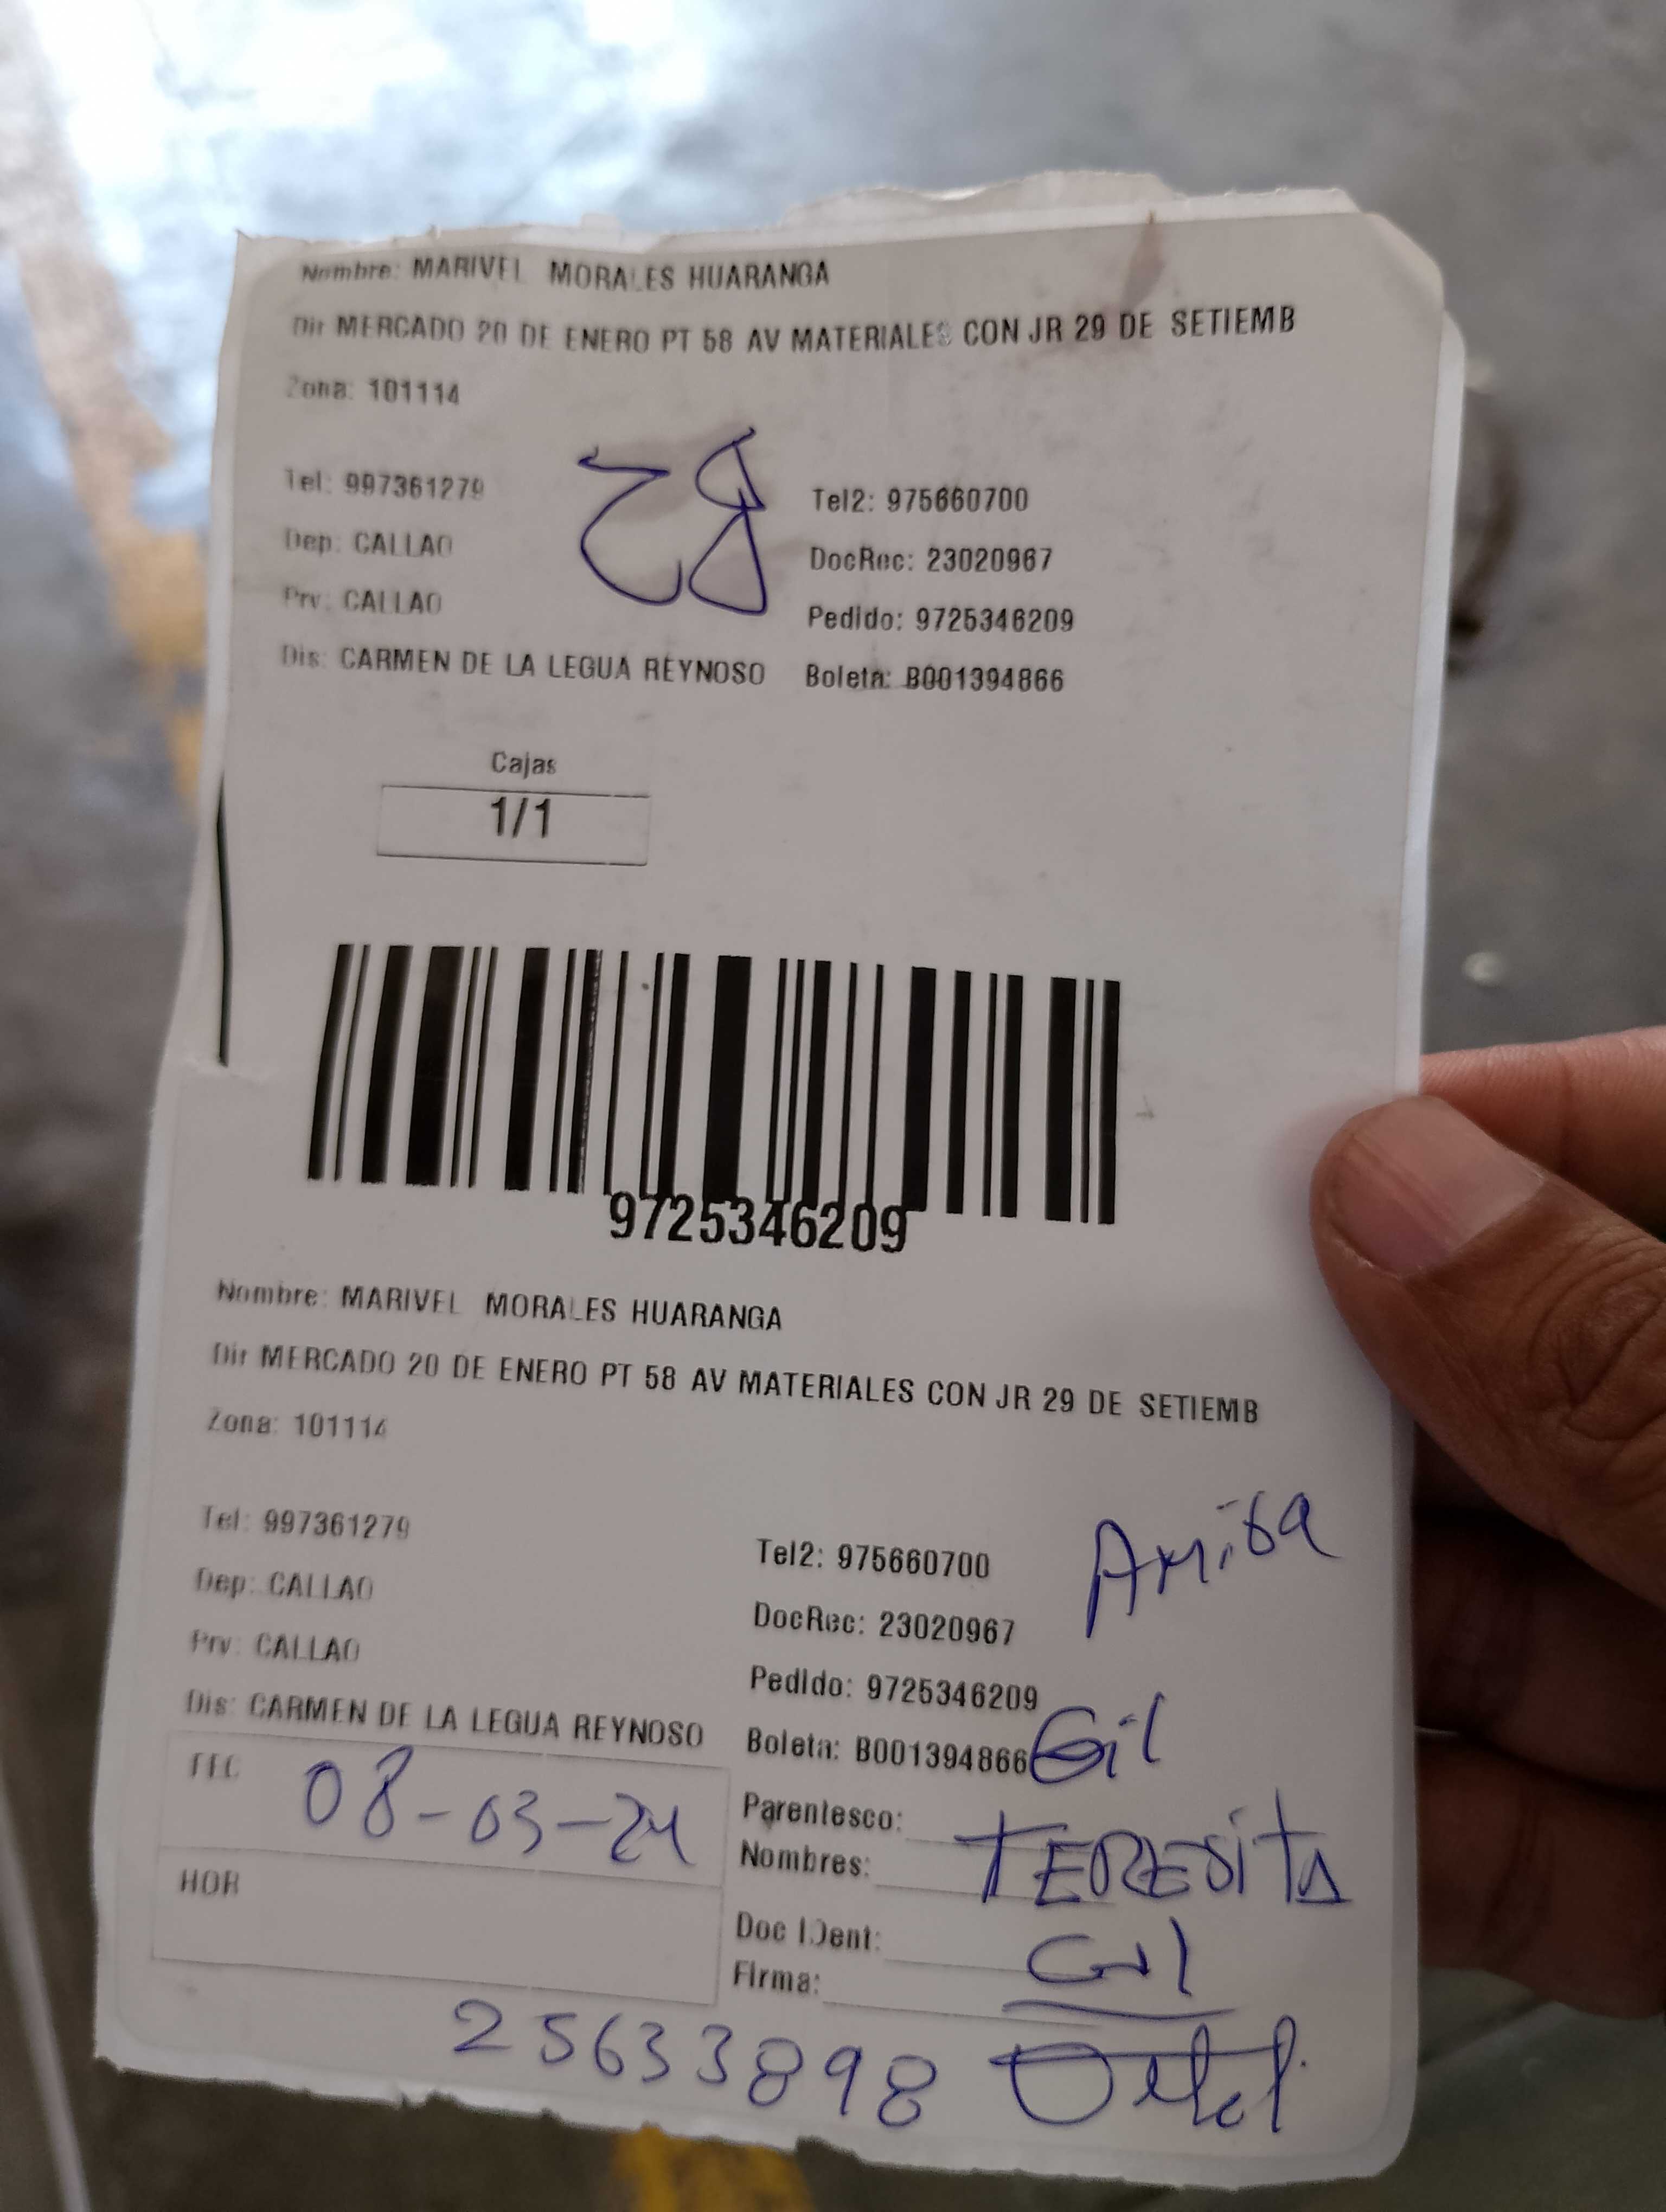 Nombre: MARIVEL MORALES HUARANGA
Dir MERCADO 20 DE ENERO PT 58 AV MATERIALES CON JR 29 DE SETIEMB
Zona: 101114
Tel: 997361279 Tel2: 975660700
Dep: CALLAO DocRec: 23020967
Prv: CALLAO Pedido: 9725346209
Dis: CARMEN DE LA LEGUA REYNOSO Boleta: B001394866
Cajas
1/1
9725346209
Nombre: MARIVEL MORALES HUARANGA
Dir MERCADO 20 DE ENERO PT 58 AV MATERIALES CON JR 29 DE SETIEMB
Zona: 101114
Tel: 997361279 Tel2: 975660700
Dep: CALLAO DocRec: 23020967
Prv: CALLAO Pedido: 9725346209
Dis: CARMEN DE LA LEGUA REYNOSO Boleta: B001394866 Gil
FEC 08-03-24
Parentesco:
Nombres: TERESITA
HOR
Doc IDent: Gil
Firma:
25633898